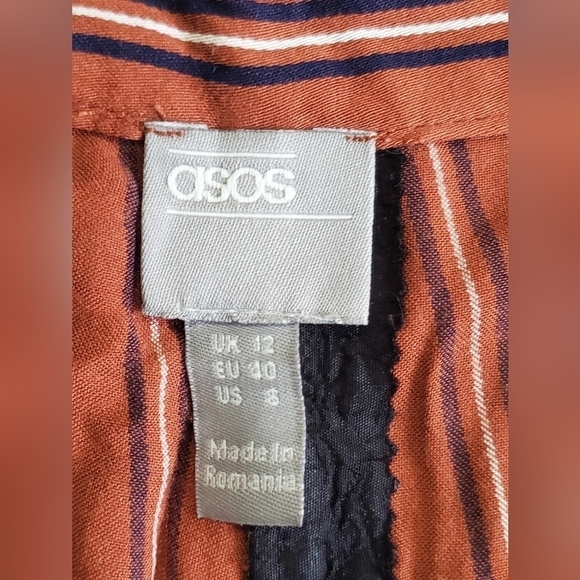 asos
UK 12
EU 40
US 8
Made in
Romania